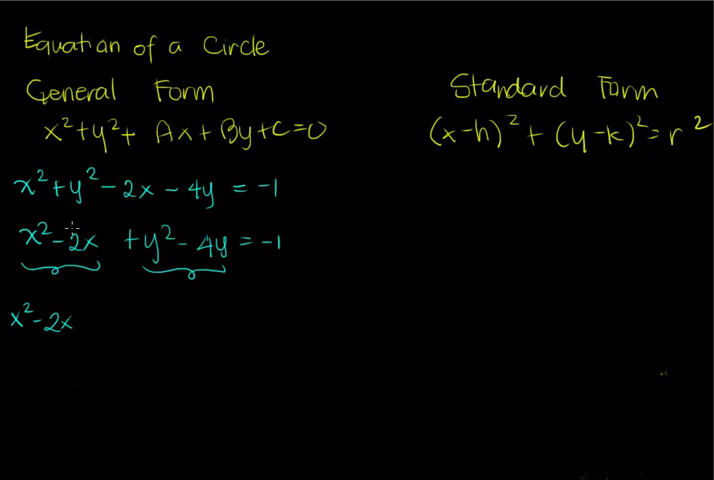 Equation of a Circle
General Form
Standard Form
x²+y²+ Ax+By+C=0
(x-h)² + (y-k)² = r²
x²+y²-2x-4y = -1
x²-2x +y²-4y = -1
x²-2x